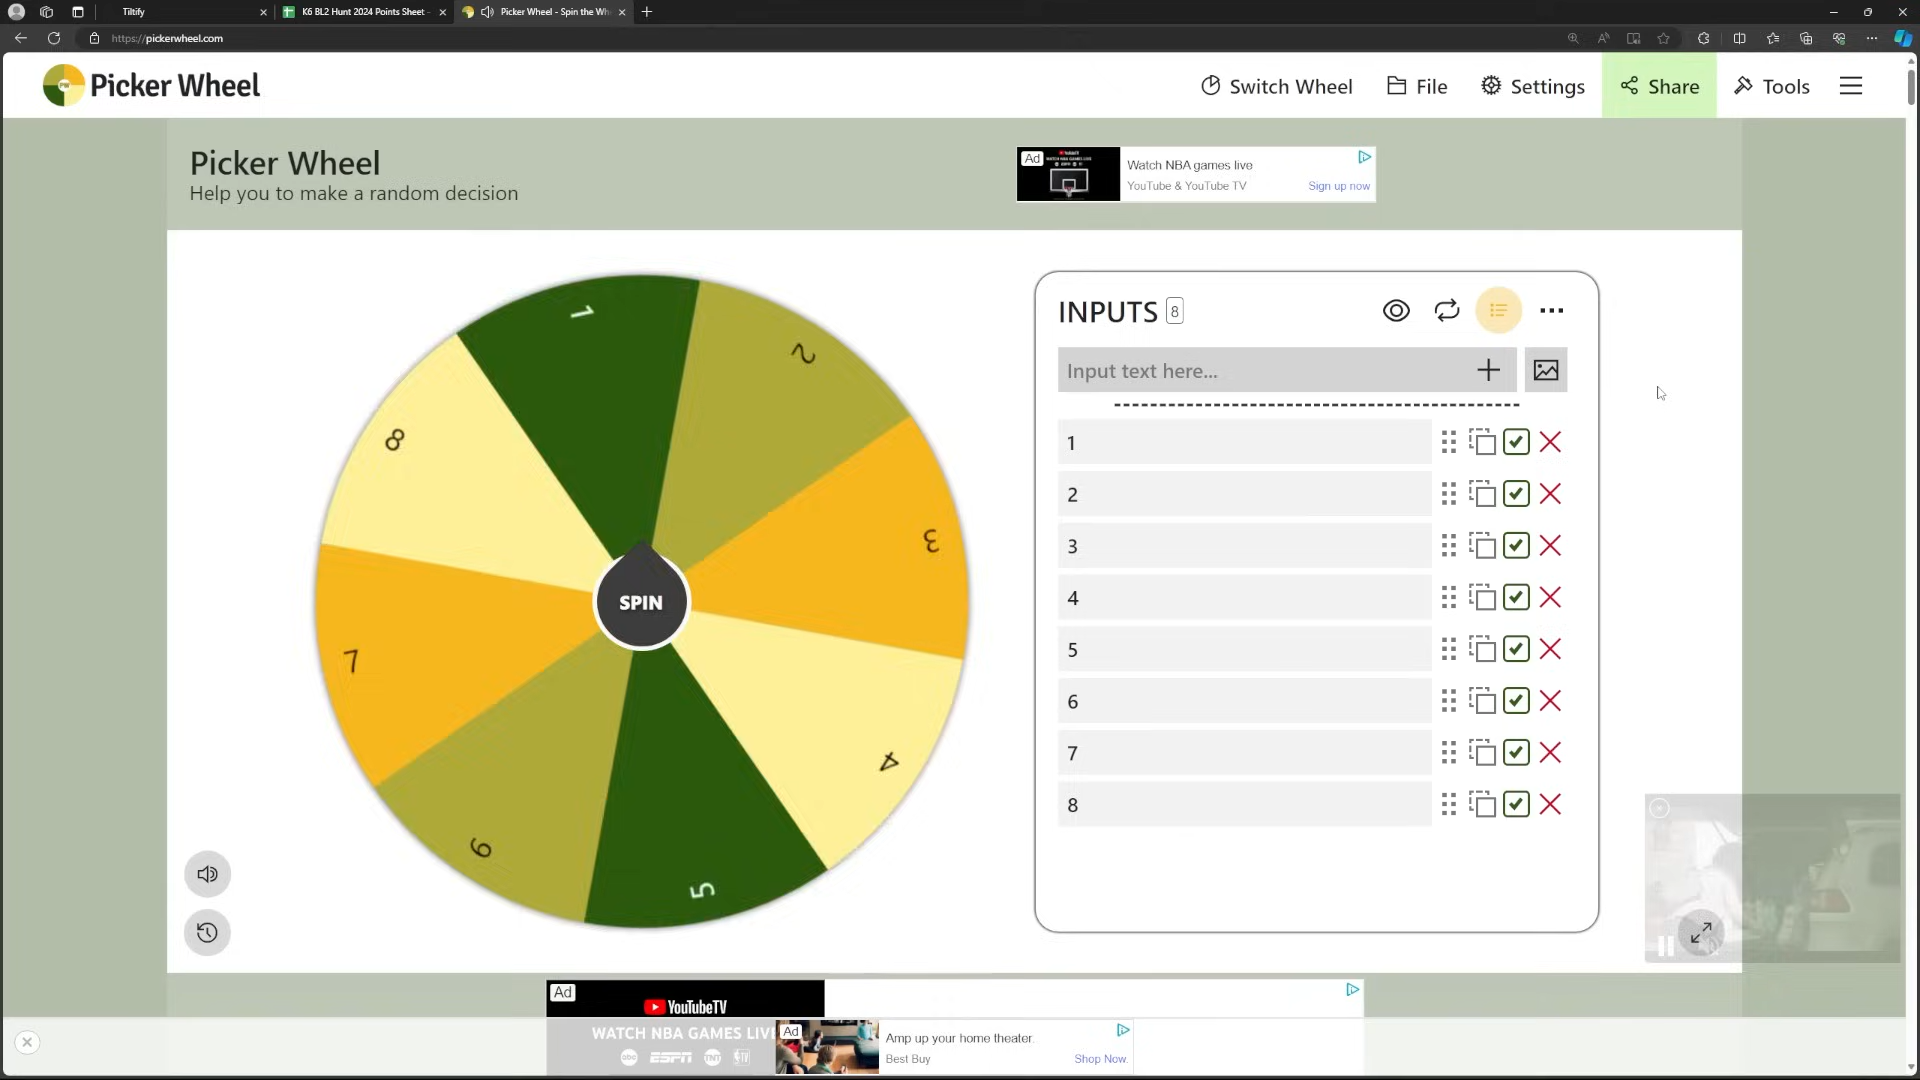 Tiltify
K6 BL2 Hunt 2024 Points Sheet -
Picker Wheel - Spin the Wh
https://pickerwheel.com
Picker Wheel
Switch Wheel
File
Settings
Share
Tools
Picker Wheel
Help you to make a random decision
Ad
Watch NBA games live
YouTube & YouTube TV
Sign up now
1
2
3
4
5
6
7
8
SPIN
INPUTS 8
Input text here...
1
2
3
4
5
6
7
8
Ad
YouTubeTV
WATCH NBA GAMES LIV
abc ESPN TNT
Ad
Amp up your home theater.
Best Buy
Shop Now.